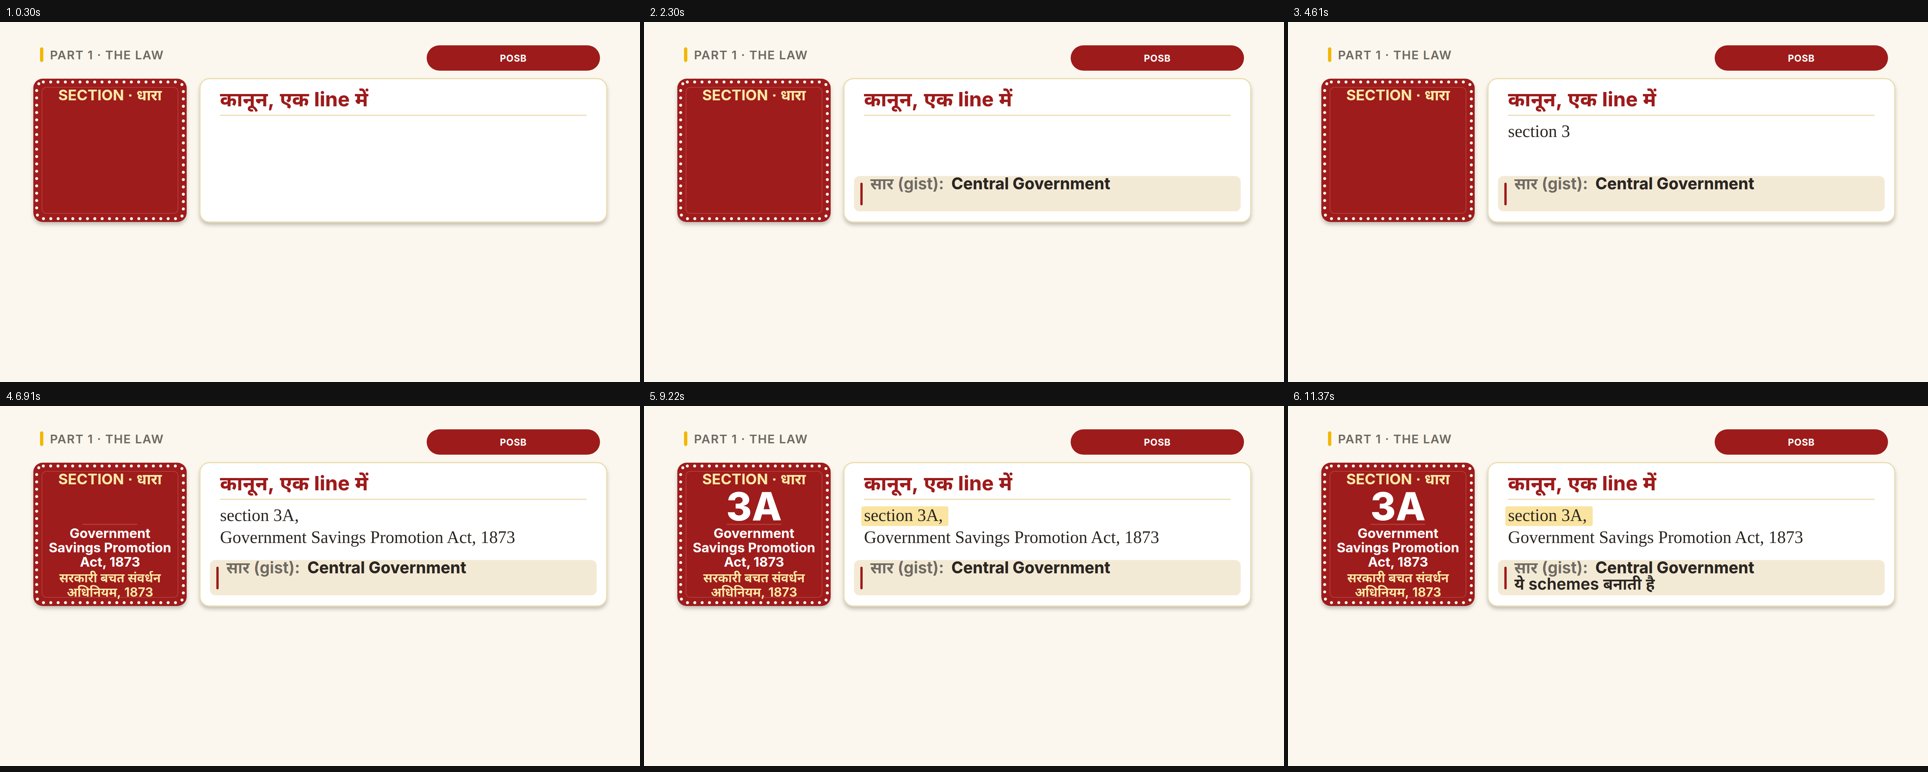 1. 0.30s
PART 1 · THE LAW
POSB
SECTION · धारा
कानून, एक line में
2. 2.30s
PART 1 · THE LAW
POSB
SECTION · धारा
कानून, एक line में
सार (gist): Central Government
3. 4.61s
PART 1 · THE LAW
POSB
SECTION · धारा
कानून, एक line में
section 3
सार (gist): Central Government
4. 6.91s
PART 1 · THE LAW
POSB
SECTION · धारा
Government
Savings Promotion
Act, 1873
सरकारी बचत संवर्धन
अधिनियम, 1873
कानून, एक line में
section 3A,
Government Savings Promotion Act, 1873
सार (gist): Central Government
5. 9.22s
PART 1 · THE LAW
POSB
SECTION · धारा
3A
Government
Savings Promotion
Act, 1873
सरकारी बचत संवर्धन
अधिनियम, 1873
कानून, एक line में
section 3A,
Government Savings Promotion Act, 1873
सार (gist): Central Government
6. 11.37s
PART 1 · THE LAW
POSB
SECTION · धारा
3A
Government
Savings Promotion
Act, 1873
सरकारी बचत संवर्धन
अधिनियम, 1873
कानून, एक line में
section 3A,
Government Savings Promotion Act, 1873
सार (gist): Central Government
ये schemes बनाती है